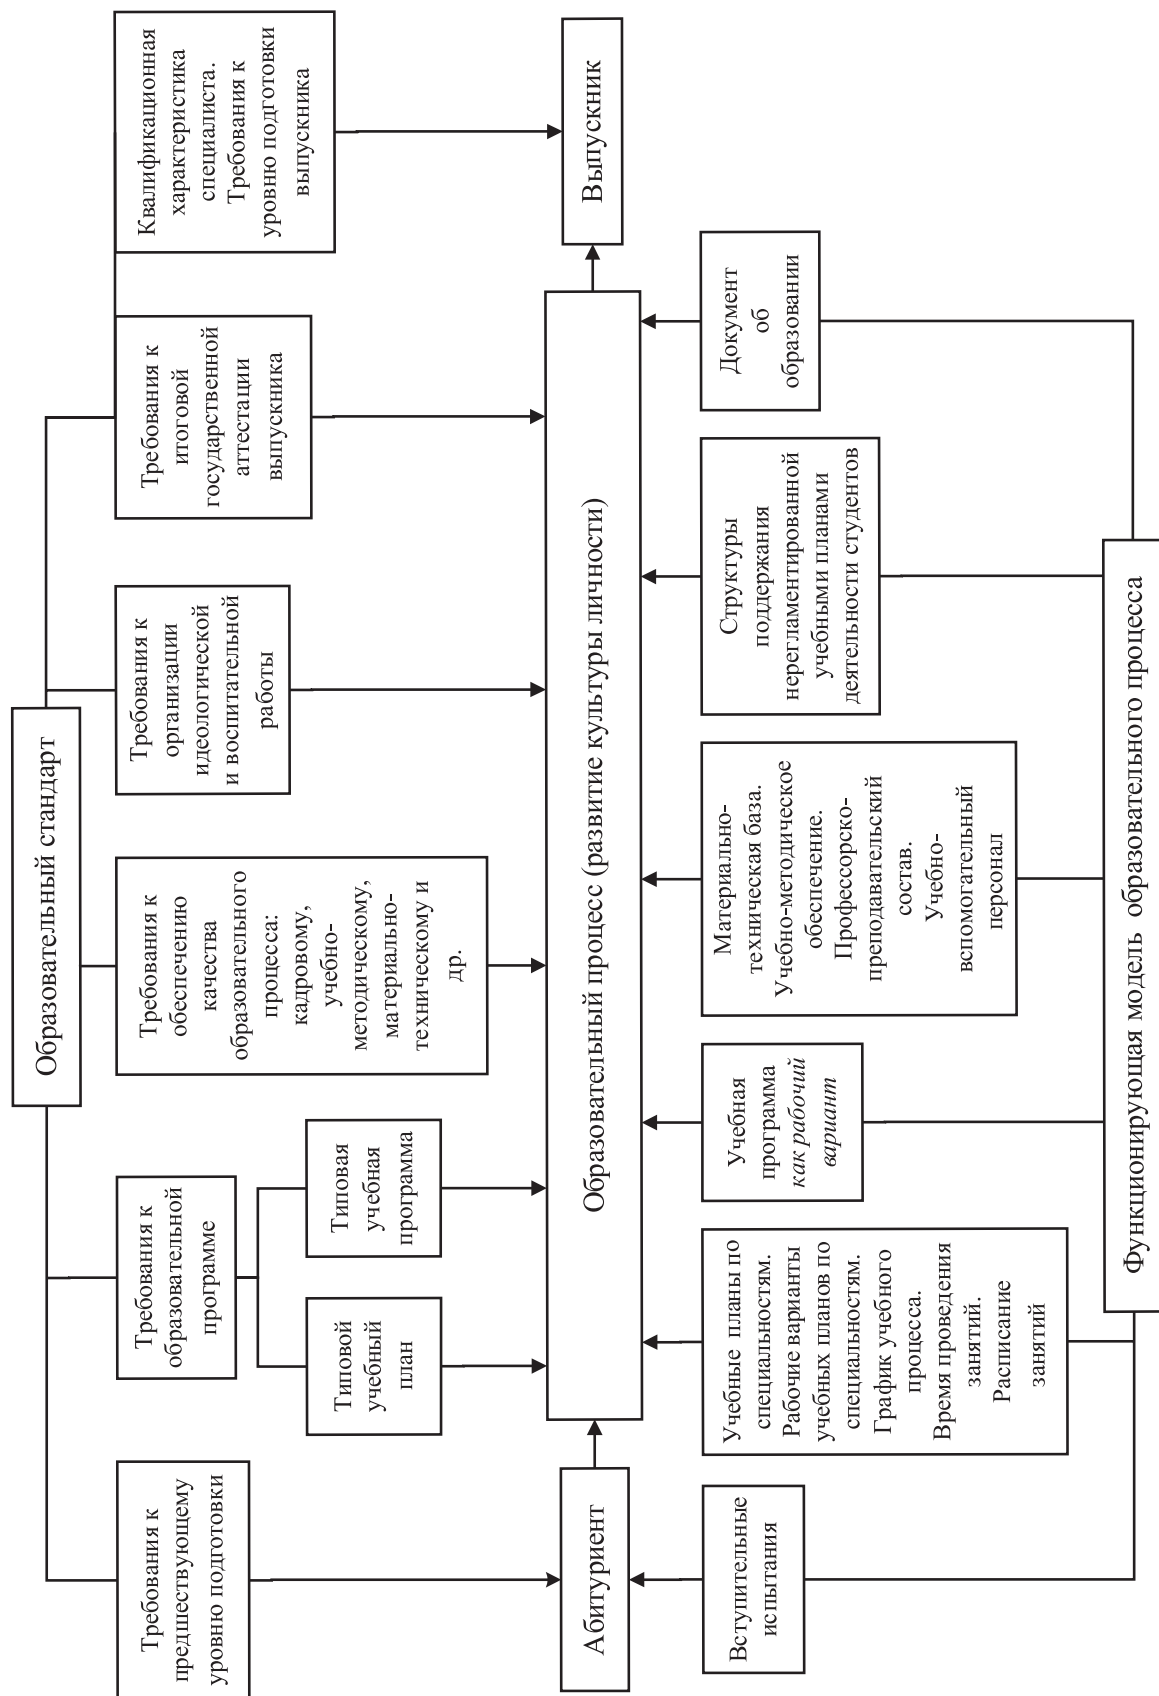 Образовательный стандарт
Требования к
предшествующему
уровню подготовки
Требования к
образовательной
программе
Типовой
учебный
план
Типовая
учебная
программа
Требования к
обеспечению
качества
образовательного
процесса:
кадровому,
учебно-
методическому,
материально-
техническому и
др.
Требования к
организации
идеологической
и воспитательной
работы
Требования к
итоговой
государственной
аттестации
выпускника
Квалификационная
характеристика
специалиста.
Требования к
уровню подготовки
выпускника
Абитуриент
Образовательный процесс (развитие культуры личности)
Выпускник
Вступительные
испытания
Учебные планы по
специальностям.
Рабочие варианты
учебных планов по
специальностям.
График учебного
процесса.
Время проведения
занятий.
Расписание
занятий
Учебная
программа
как рабочий
вариант
Материально-
техническая база.
Учебно-методическое
обеспечение.
Профессорско-
преподавательский
состав.
Учебно-
вспомогательный
персонал
Структуры
поддержания
нерегламентированной
учебными планами
деятельности студентов
Документ
об
образовании
Функционирующая модель образовательного процесса